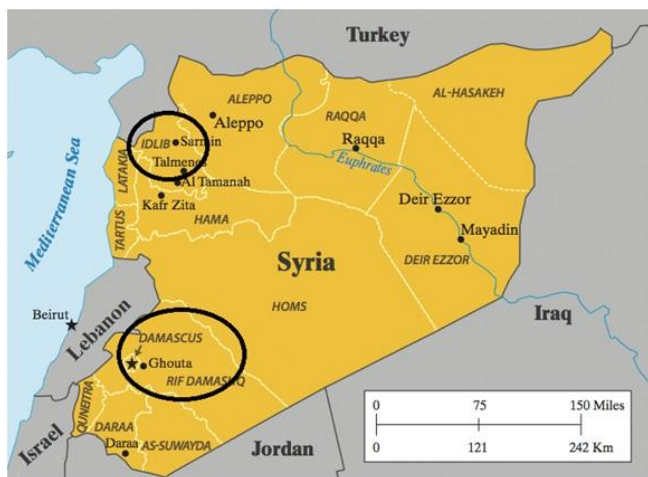 Turkey
AL-HASAKEH
ALEPPO
RAQQA
Aleppo
IDLIB
Sarmin
Raqqa
Talmenes
Euphrates
LATAKIA
Al Tamanah
Kafr Zita
Deir Ezzor
Mediterranean Sea
TARTUS
HAMA
Mayadin
Syria
DEIR EZZOR
HOMS
Beirut
Lebanon
Iraq
DAMASCUS
Ghouta
RIF DAMASHQ
QUNEITRA
Israel
DARAA
Daraa
AS-SUWAYDA
Jordan
0 75 150 Miles
0 121 242 Km